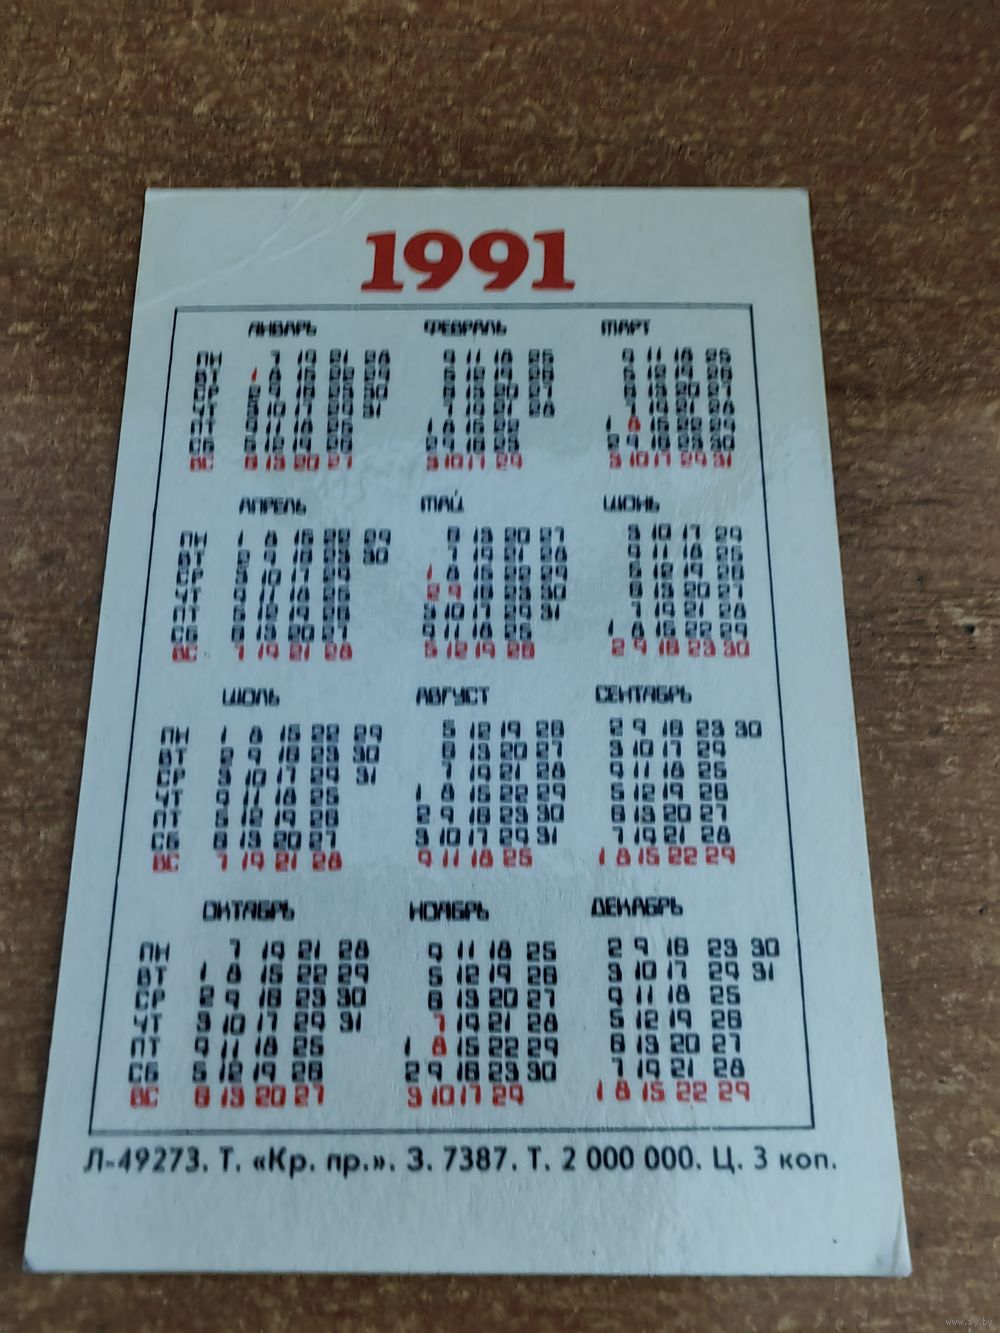 1991
ЯНВАРЬ ФЕВРАЛЬ МАРТ
ПН 7 14 21 28 4 11 18 25 4 11 18 25
ВТ 1 8 15 22 29 5 12 19 26 5 12 19 26
СР 2 9 16 23 30 6 13 20 27 6 13 20 27
ЧТ 3 10 17 24 31 7 14 21 28 7 14 21 28
ПТ 4 11 18 25 1 8 15 22 1 8 15 22 29
СБ 5 12 19 26 2 9 16 23 2 9 16 23 30
ВС 6 13 20 27 3 10 17 24 3 10 17 24 31
АПРЕЛЬ МАЙ ИЮНЬ
ПН 1 8 15 22 29 6 13 20 27 3 10 17 24
ВТ 2 9 16 23 30 7 14 21 28 4 11 18 25
СР 3 10 17 24 1 8 15 22 29 5 12 19 26
ЧТ 4 11 18 25 2 9 16 23 30 6 13 20 27
ПТ 5 12 19 26 3 10 17 24 31 7 14 21 28
СБ 6 13 20 27 4 11 18 25 1 8 15 22 29
ВС 7 14 21 28 5 12 19 26 2 9 16 23 30
ИЮЛЬ АВГУСТ СЕНТЯБРЬ
ПН 1 8 15 22 29 5 12 19 26 2 9 16 23 30
ВТ 2 9 16 23 30 6 13 20 27 3 10 17 24
СР 3 10 17 24 31 7 14 21 28 4 11 18 25
ЧТ 4 11 18 25 1 8 15 22 29 5 12 19 26
ПТ 5 12 19 26 2 9 16 23 30 6 13 20 27
СБ 6 13 20 27 3 10 17 24 31 7 14 21 28
ВС 7 14 21 28 4 11 18 25 1 8 15 22 29
ОКТЯБРЬ НОЯБРЬ ДЕКАБРЬ
ПН 7 14 21 28 4 11 18 25 2 9 16 23 30
ВТ 1 8 15 22 29 5 12 19 26 3 10 17 24 31
СР 2 9 16 23 30 6 13 20 27 4 11 18 25
ЧТ 3 10 17 24 31 7 14 21 28 5 12 19 26
ПТ 4 11 18 25 1 8 15 22 29 6 13 20 27
СБ 5 12 19 26 2 9 16 23 30 7 14 21 28
ВС 6 13 20 27 3 10 17 24 1 8 15 22 29
Л-49273. Т. «Кр. пр.». З. 7387. Т. 2 000 000. Ц. 3 коп.
www.ay.by